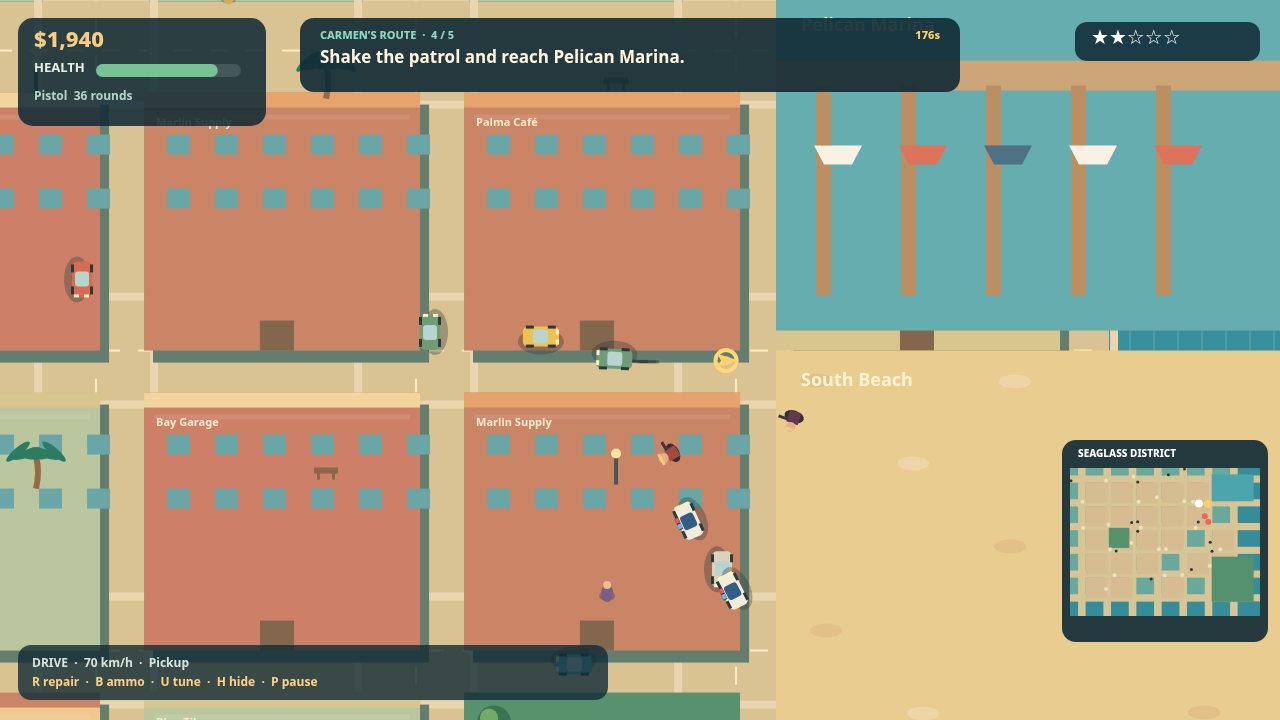 $1,940
HEALTH
Pistol 36 rounds
CARMEN'S ROUTE · 4 / 5
176s
Shake the patrol and reach Pelican Marina.
★★☆☆☆
Pelican Marina
Marlin Supply
Palma Café
South Beach
Bay Garage
Marlin Supply
SEAGLASS DISTRICT
DRIVE · 70 km/h · Pickup
R repair · B ammo · U tune · H hide · P pause